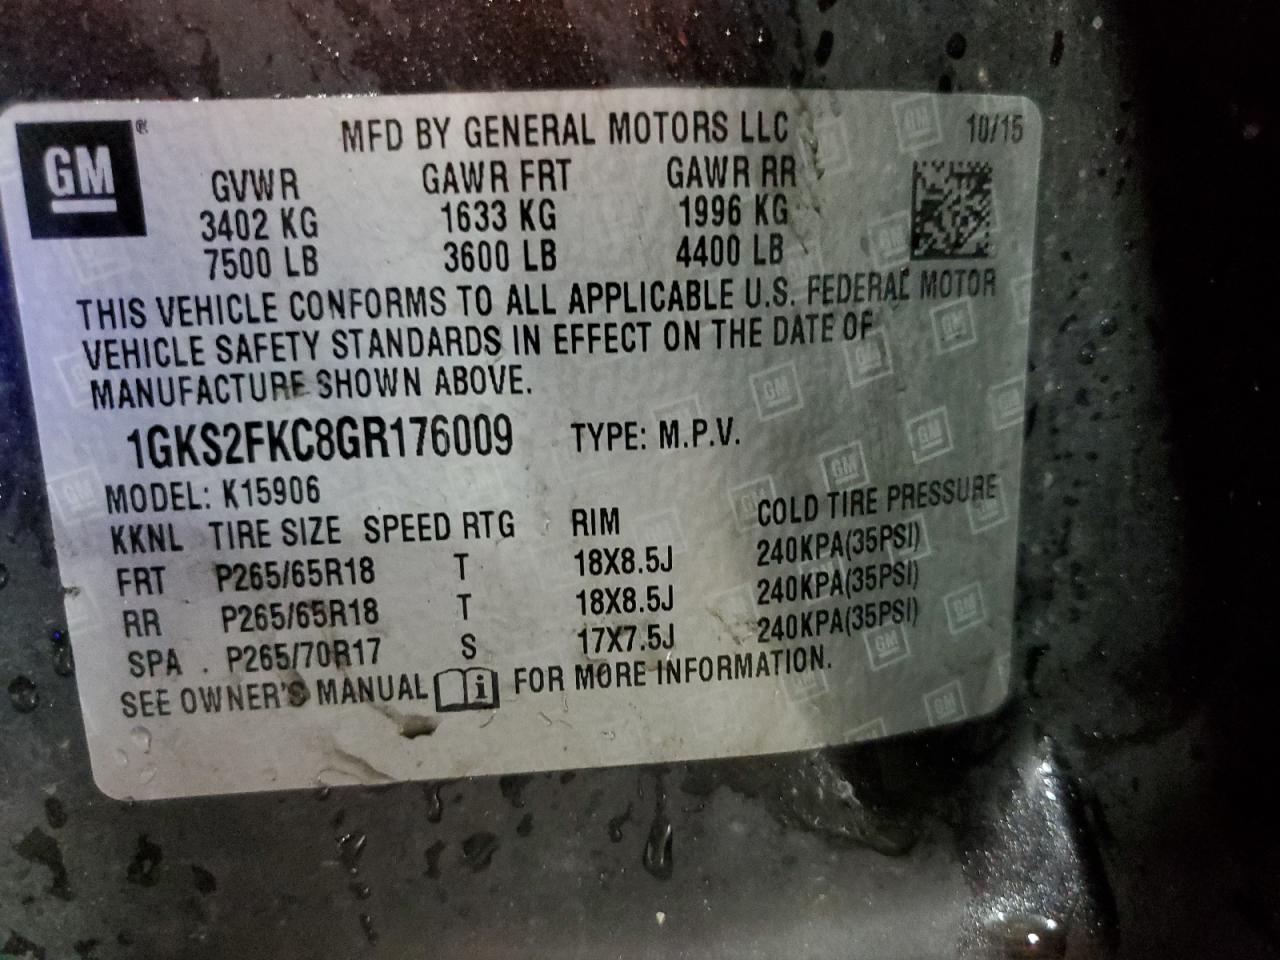 GM ®
MFD BY GENERAL MOTORS LLC 10/15
GVWR GAWR FRT GAWR RR
3402 KG 1633 KG 1996 KG
7500 LB 3600 LB 4400 LB
THIS VEHICLE CONFORMS TO ALL APPLICABLE U.S. FEDERAL MOTOR
VEHICLE SAFETY STANDARDS IN EFFECT ON THE DATE OF
MANUFACTURE SHOWN ABOVE.
1GKS2FKC8GR176009 TYPE: M.P.V.
MODEL: K15906
KKNL TIRE SIZE SPEED RTG RIM COLD TIRE PRESSURE
FRT P265/65R18 T 18X8.5J 240KPA(35PSI)
RR P265/65R18 T 18X8.5J 240KPA(35PSI)
SPA P265/70R17 S 17X7.5J 240KPA(35PSI)
SEE OWNER'S MANUAL i FOR MORE INFORMATION.